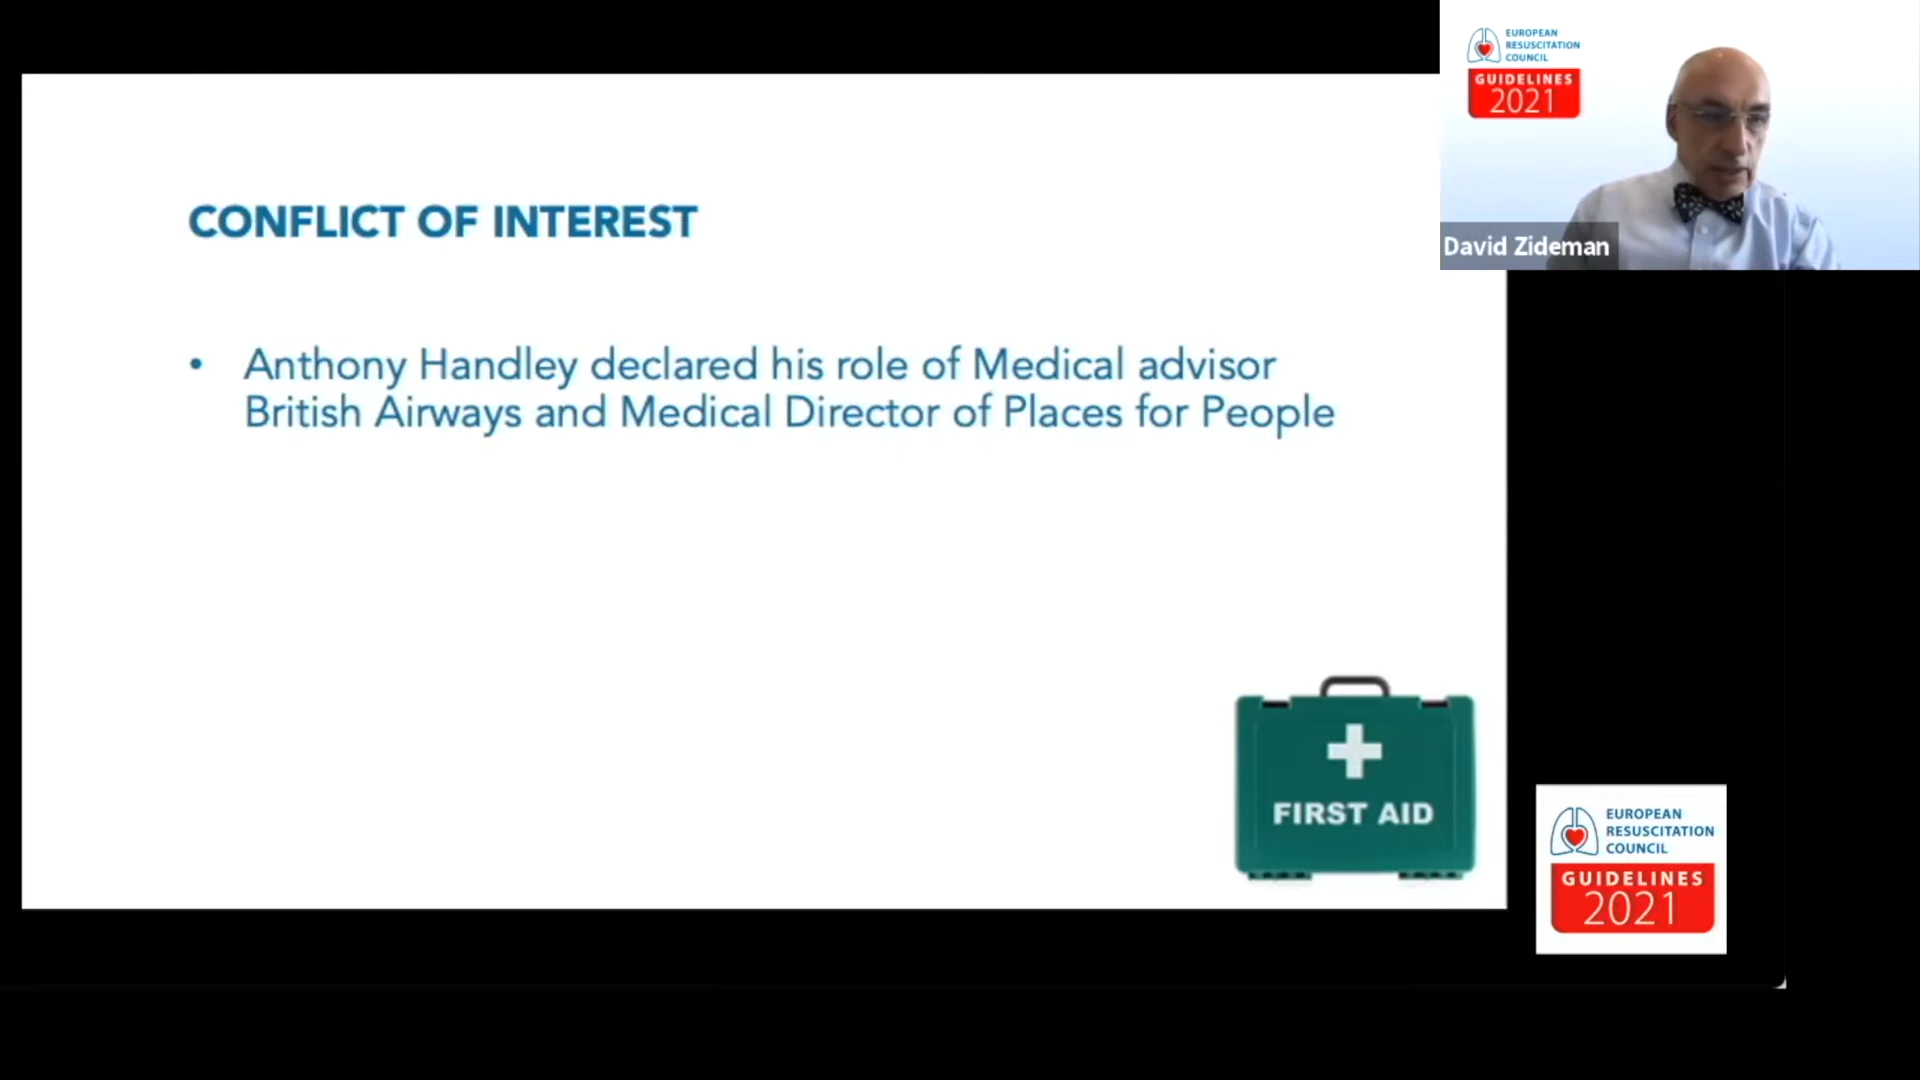 CONFLICT OF INTEREST
• Anthony Handley declared his role of Medical advisor
British Airways and Medical Director of Places for People
FIRST AID
EUROPEAN
RESUSCITATION
COUNCIL
GUIDELINES
2021
David Zideman
EUROPEAN
RESUSCITATION
COUNCIL
GUIDELINES
2021